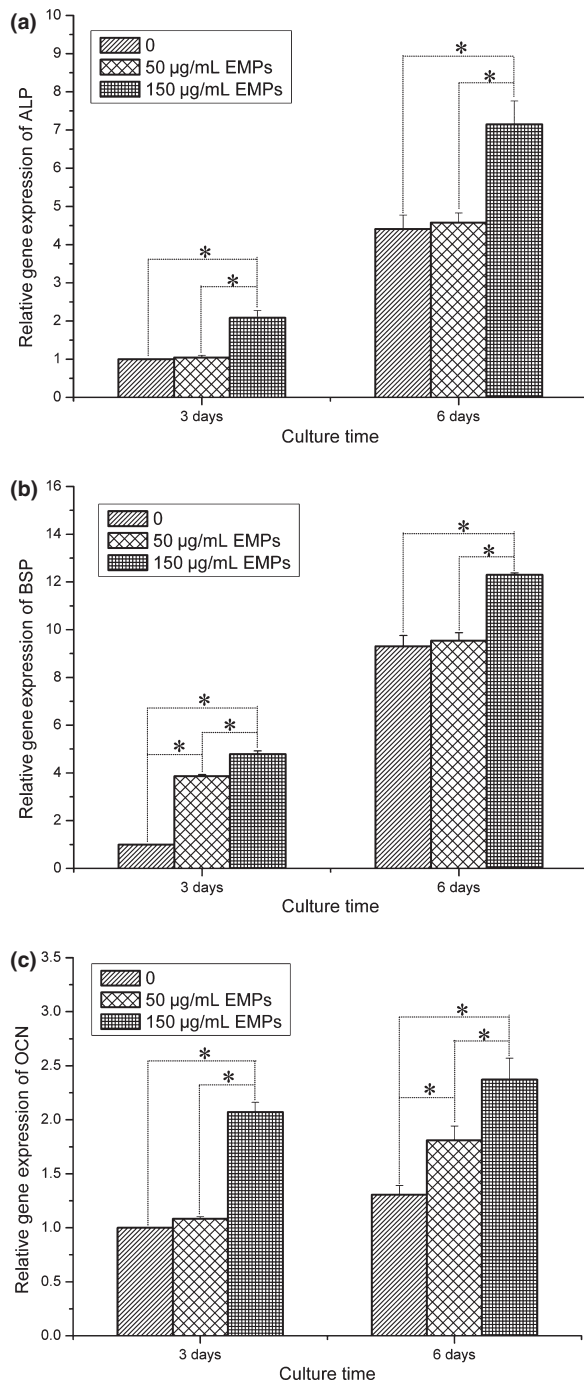 (a)
0
50 µg/mL EMPs
150 µg/mL EMPs
Relative gene expression of ALP
10
9
8
7
6
5
4
3
2
1
0
* * * *
3 days 6 days
Culture time
(b)
0
50 µg/mL EMPs
150 µg/mL EMPs
Relative gene expression of BSP
16
14
12
10
8
6
4
2
0
* * * * *
3 days 6 days
Culture time
(c)
0
50 µg/mL EMPs
150 µg/mL EMPs
Relative gene expression of OCN
3.5
3.0
2.5
2.0
1.5
1.0
0.5
0.0
* * * * *
3 days 6 days
Culture time